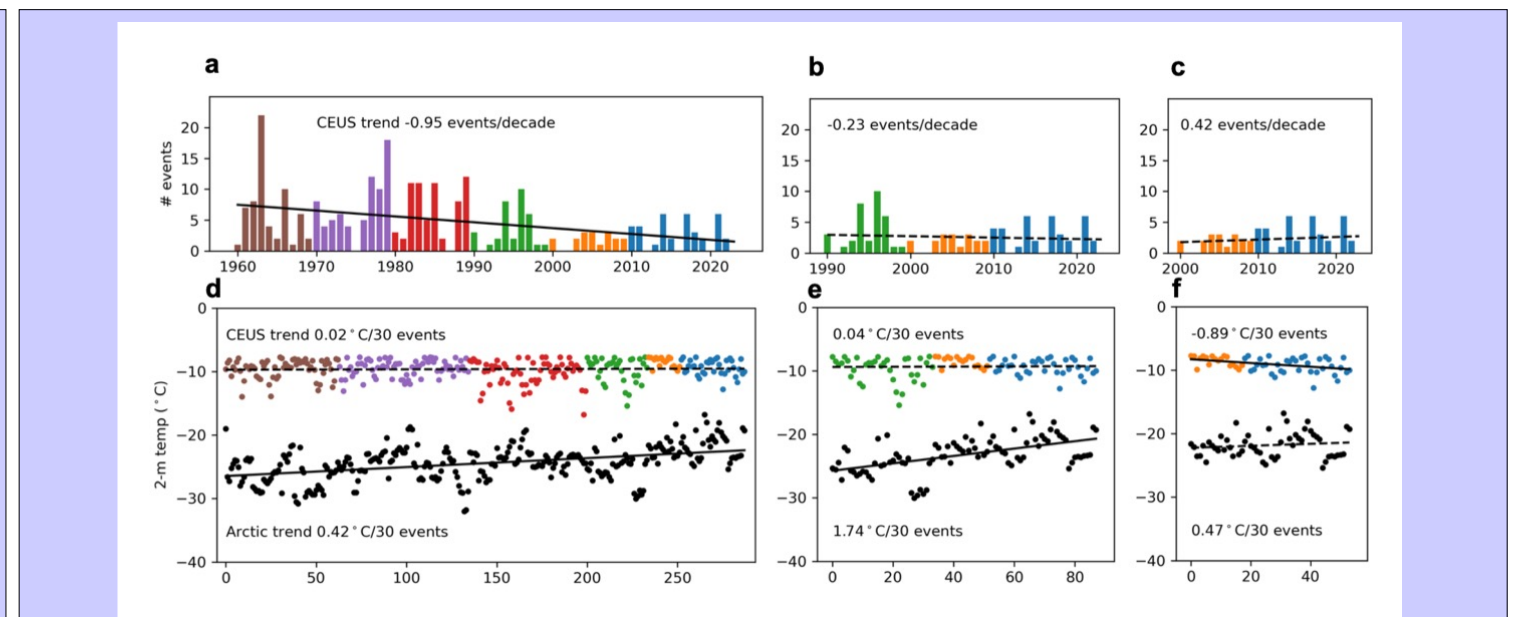 a
b
c
CEUS trend -0.95 events/decade
-0.23 events/decade
0.42 events/decade
# events
20
15
10
5
0
1960 1970 1980 1990 2000 2010 2020
20
15
10
5
0
1990 2000 2010 2020
20
15
10
5
0
2000 2010 2020
d
e
f
CEUS trend 0.02°C/30 events
0.04°C/30 events
-0.89°C/30 events
2-m temp (°C)
0
−10
−20
−30
−40
Arctic trend 0.42°C/30 events
0 50 100 150 200 250
0
−10
−20
−30
−40
1.74°C/30 events
0 20 40 60 80
0
−10
−20
−30
−40
0.47°C/30 events
0 20 40